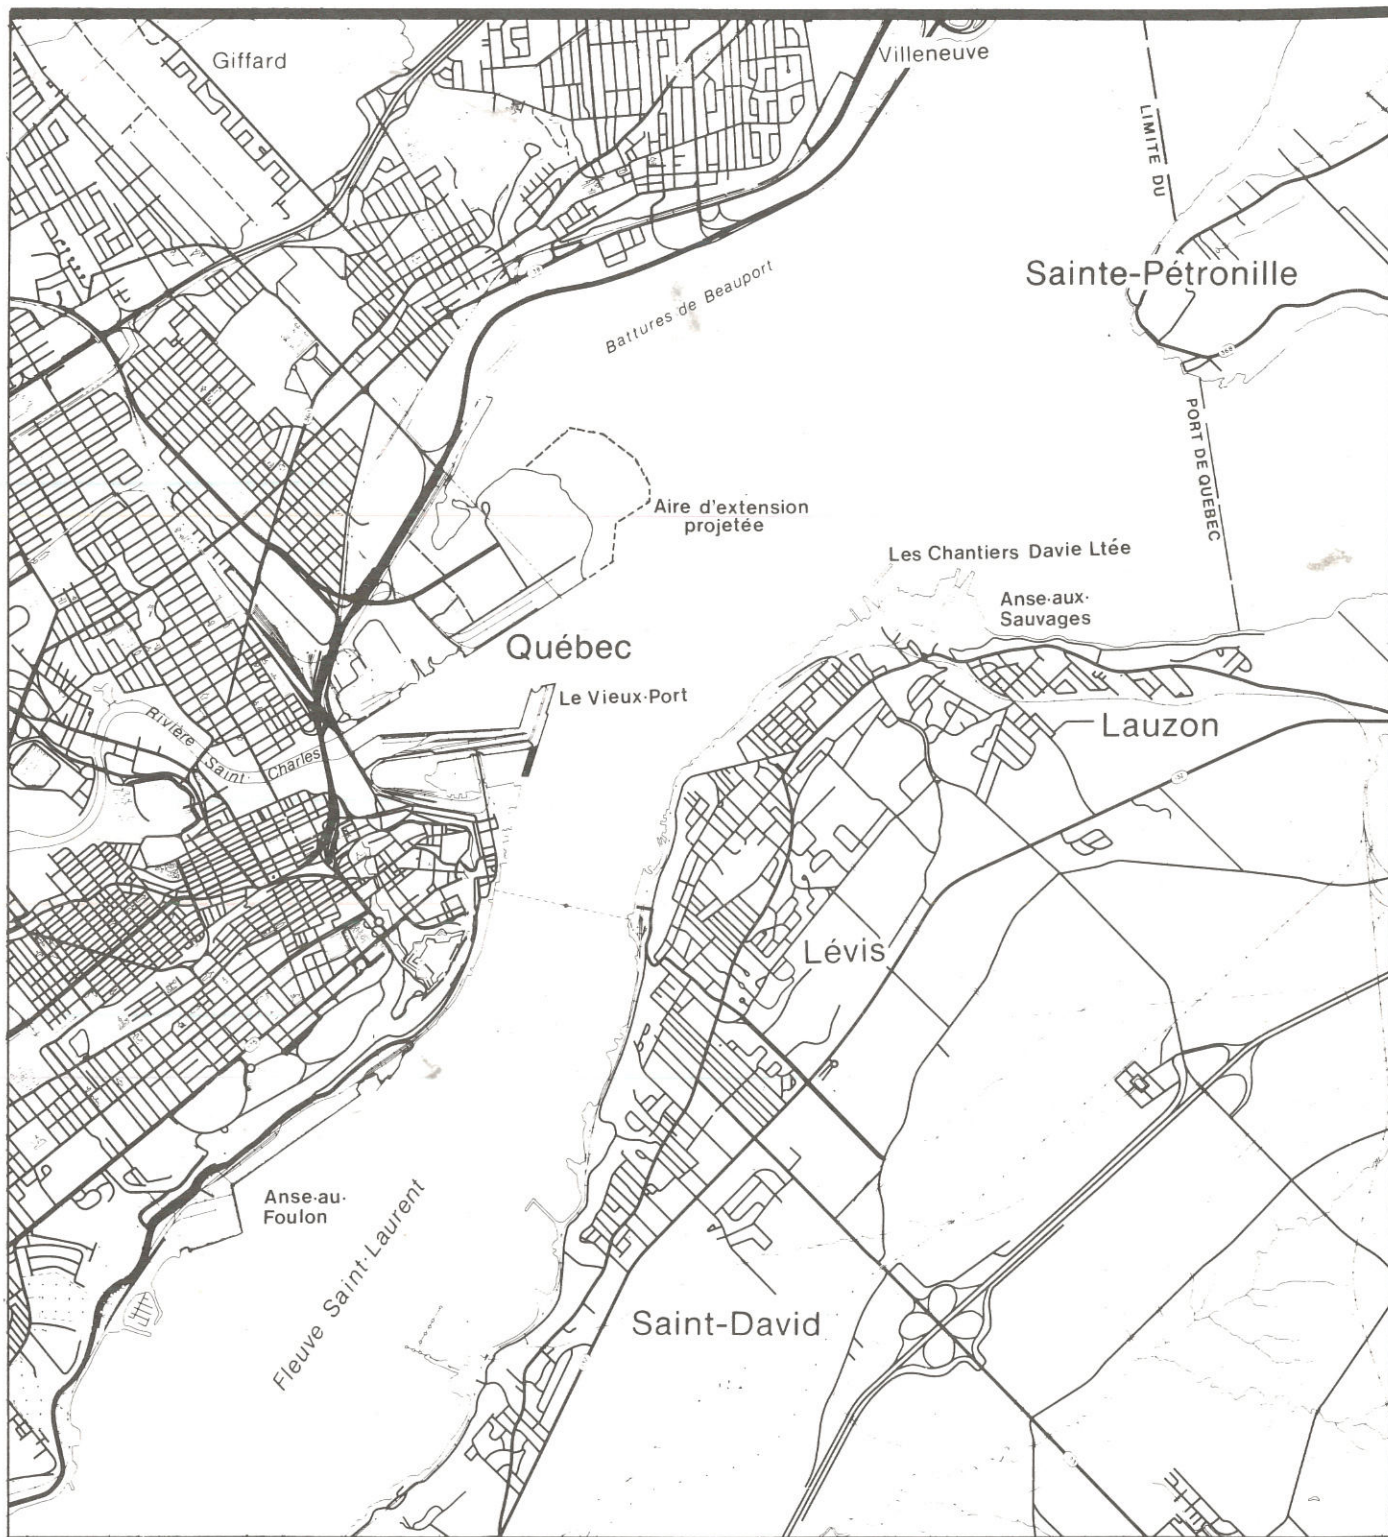 Giffard
Villeneuve
LIMITE DU
Sainte-Pétronille
Battures de Beauport
368
PORT DE QUEBEC
Aire d'extension
projetée
Les Chantiers Davie Ltée
Anse-aux-
Sauvages
Québec
Le Vieux-Port
Rivière
Saint-
Charles
Lauzon
Lévis
Anse-au-
Foulon
Fleuve Saint-Laurent
Saint-David